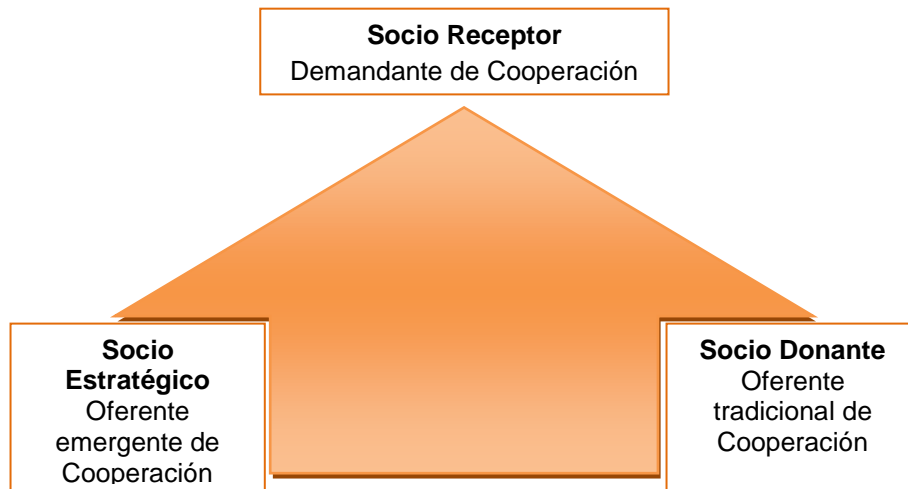 Socio Receptor
Demandante de Cooperación
Socio
Estratégico
Oferente
emergente de
Cooperación
Socio Donante
Oferente
tradicional de
Cooperación